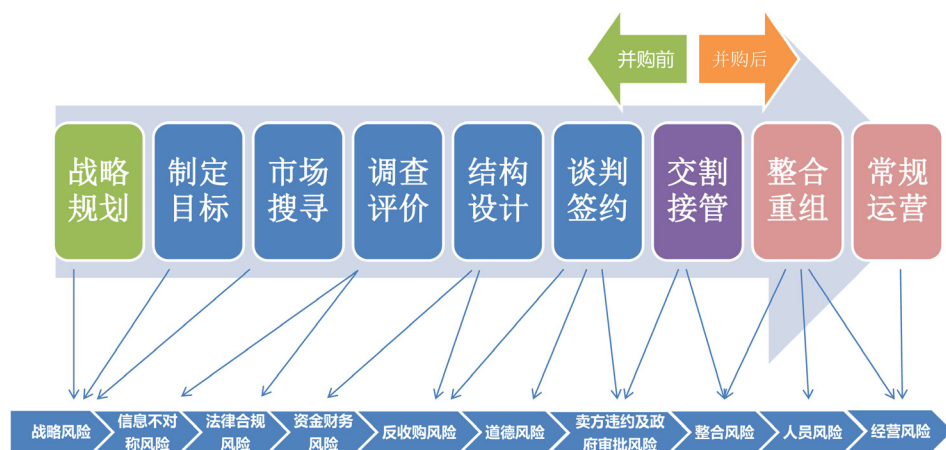 并购前
并购后
战略
规划
制定
目标
市场
搜寻
调查
评价
结构
设计
谈判
签约
交割
接管
整合
重组
常规
运营
战略风险
信息不对
称风险
法律合规
风险
资金财务
风险
反收购风险
道德风险
卖方违约及政
府审批风险
整合风险
人员风险
经营风险